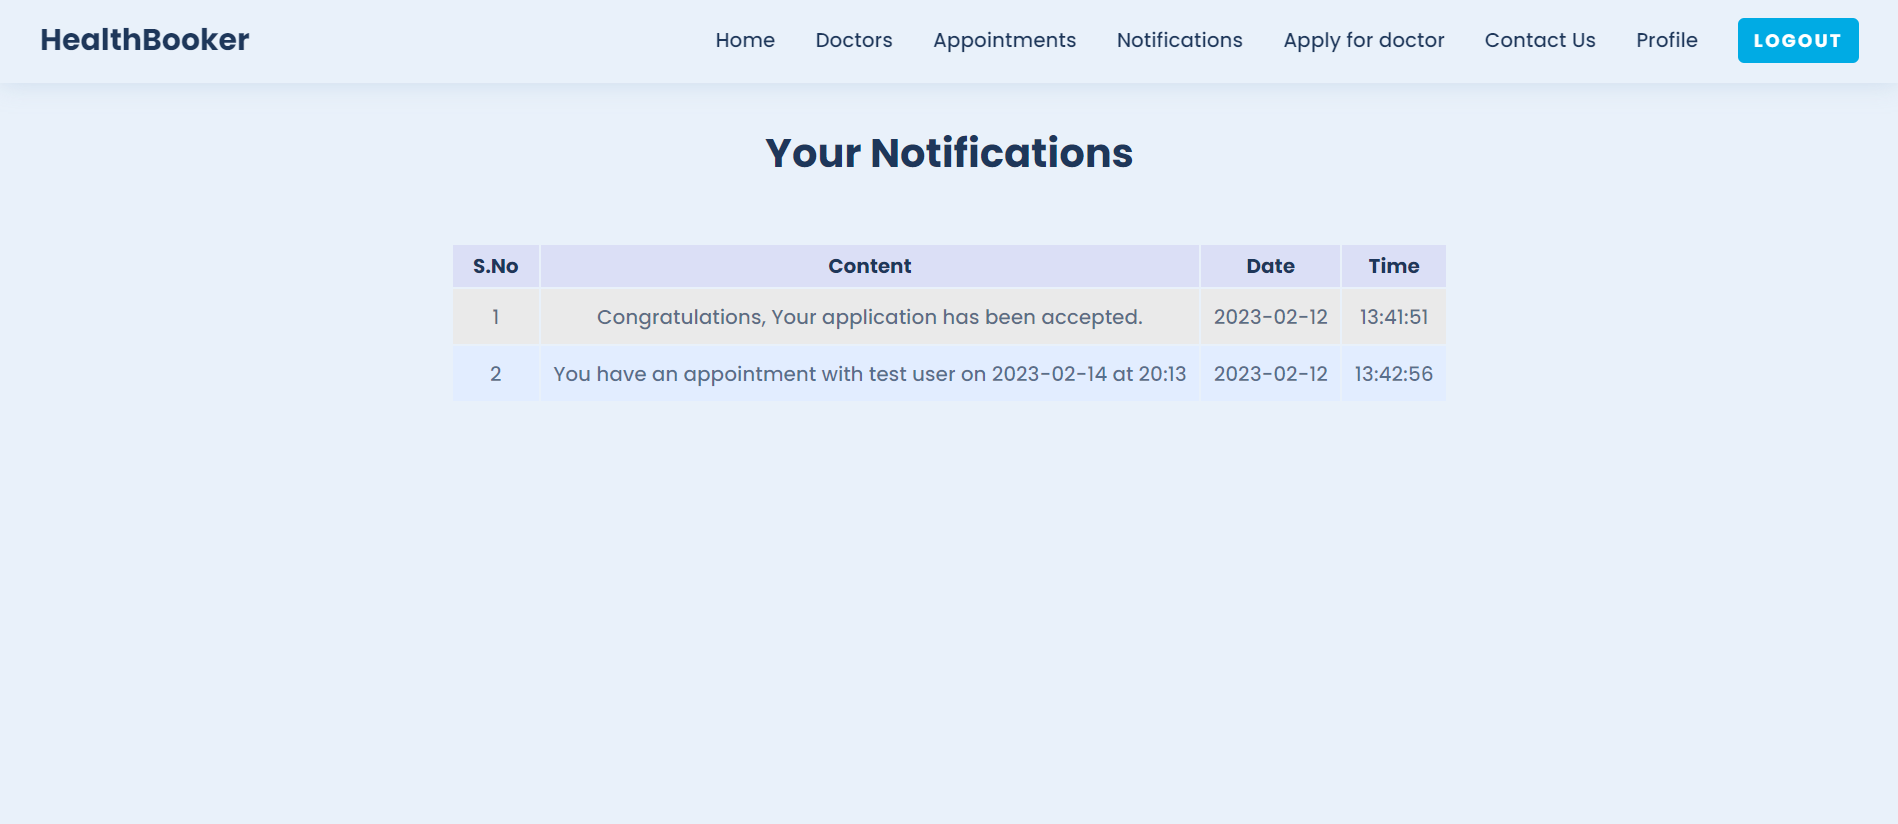 HealthBooker Home Doctors Appointments Notifications Apply for doctor Contact Us Profile LOGOUT
Your Notifications
S.No Content Date Time
1 Congratulations, Your application has been accepted. 2023-02-12 13:41:51
2 You have an appointment with test user on 2023-02-14 at 20:13 2023-02-12 13:42:56